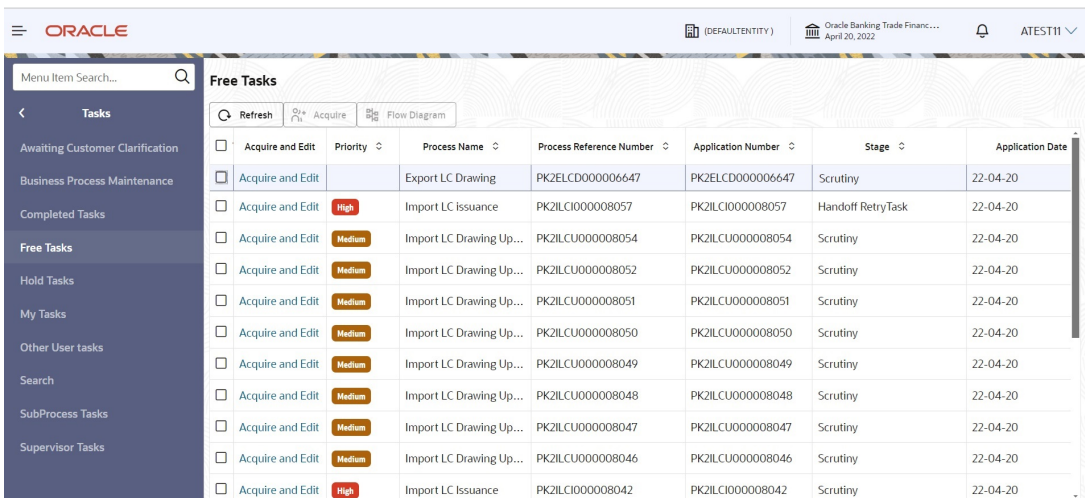 ORACLE
(DEFAULTENTITY)
Oracle Banking Trade Financ...
April 20, 2022
ATEST11
Menu Item Search...
Tasks
Awaiting Customer Clarification
Business Process Maintenance
Completed Tasks
Free Tasks
Hold Tasks
My Tasks
Other User tasks
Search
SubProcess Tasks
Supervisor Tasks
Free Tasks
Refresh Acquire Flow Diagram
Acquire and Edit Priority Process Name Process Reference Number Application Number Stage Application Date
Acquire and Edit Export LC Drawing PK2ELCD000006647 PK2ELCD000006647 Scrutiny 22-04-20
Acquire and Edit High Import LC issuance PK2ILCI000008057 PK2ILCI000008057 Handoff RetryTask 22-04-20
Acquire and Edit Medium Import LC Drawing Up... PK2ILCU000008054 PK2ILCU000008054 Scrutiny 22-04-20
Acquire and Edit Medium Import LC Drawing Up... PK2ILCU000008052 PK2ILCU000008052 Scrutiny 22-04-20
Acquire and Edit Medium Import LC Drawing Up... PK2ILCU000008051 PK2ILCU000008051 Scrutiny 22-04-20
Acquire and Edit Medium Import LC Drawing Up... PK2ILCU000008050 PK2ILCU000008050 Scrutiny 22-04-20
Acquire and Edit Medium Import LC Drawing Up... PK2ILCU000008049 PK2ILCU000008049 Scrutiny 22-04-20
Acquire and Edit Medium Import LC Drawing Up... PK2ILCU000008048 PK2ILCU000008048 Scrutiny 22-04-20
Acquire and Edit Medium Import LC Drawing Up... PK2ILCU000008047 PK2ILCU000008047 Scrutiny 22-04-20
Acquire and Edit Medium Import LC Drawing Up... PK2ILCU000008046 PK2ILCU000008046 Scrutiny 22-04-20
Acquire and Edit High Import LC Issuance PK2ILCI000008042 PK2ILCI000008042 Scrutiny 22-04-20